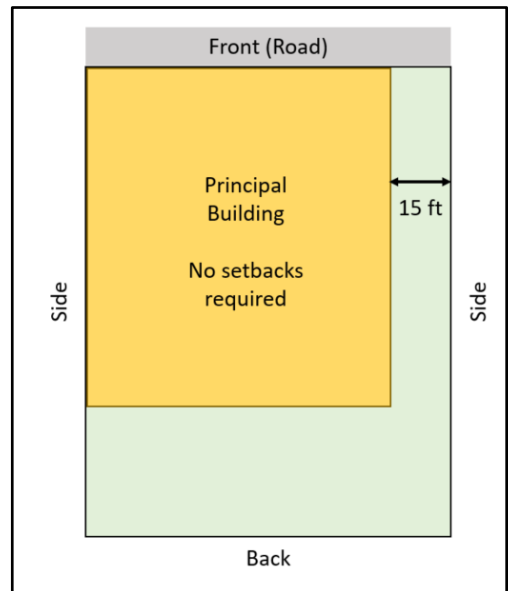 Front (Road)
Principal
Building
15 ft
No setbacks
required
Side
Side
Back